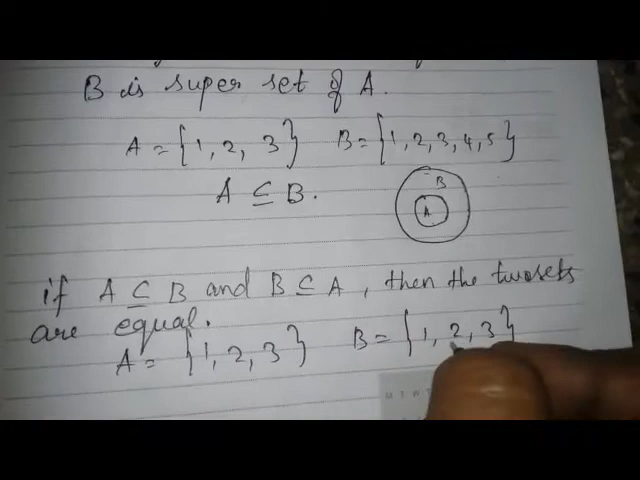 B is super set of A.
A = {1, 2, 3} B = {1, 2, 3, 4, 5}
A ⊆ B.
B
A
if A ⊆ B and B ⊆ A, then the two sets
are equal.
A = {1, 2, 3} B = {1, 2, 3}
M T W T